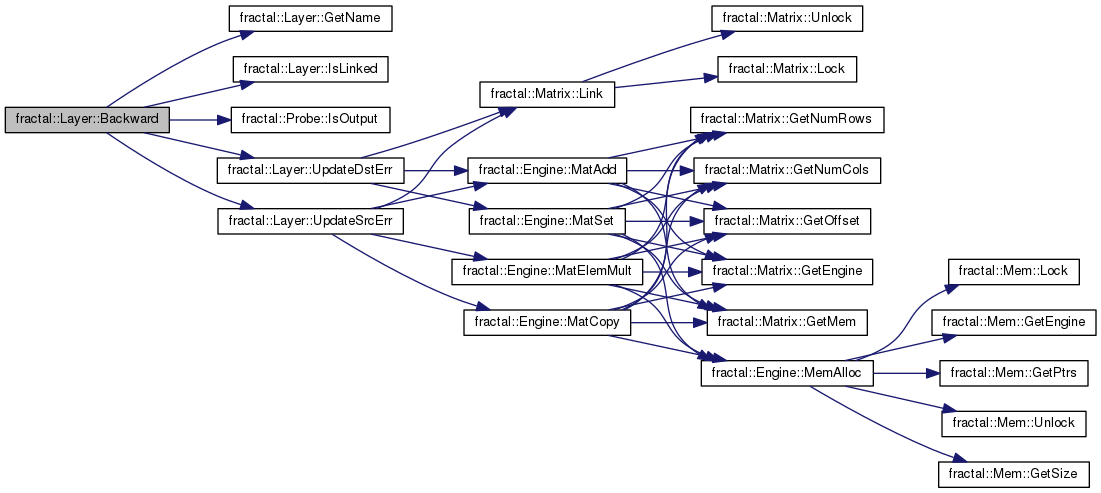 fractal::Layer::Backward
fractal::Layer::GetName
fractal::Layer::IsLinked
fractal::Probe::IsOutput
fractal::Layer::UpdateDstErr
fractal::Layer::UpdateSrcErr
fractal::Matrix::Link
fractal::Engine::MatAdd
fractal::Engine::MatSet
fractal::Engine::MatElemMult
fractal::Engine::MatCopy
fractal::Matrix::Unlock
fractal::Matrix::Lock
fractal::Matrix::GetNumRows
fractal::Matrix::GetNumCols
fractal::Matrix::GetOffset
fractal::Matrix::GetEngine
fractal::Matrix::GetMem
fractal::Engine::MemAlloc
fractal::Mem::Lock
fractal::Mem::GetEngine
fractal::Mem::GetPtrs
fractal::Mem::Unlock
fractal::Mem::GetSize